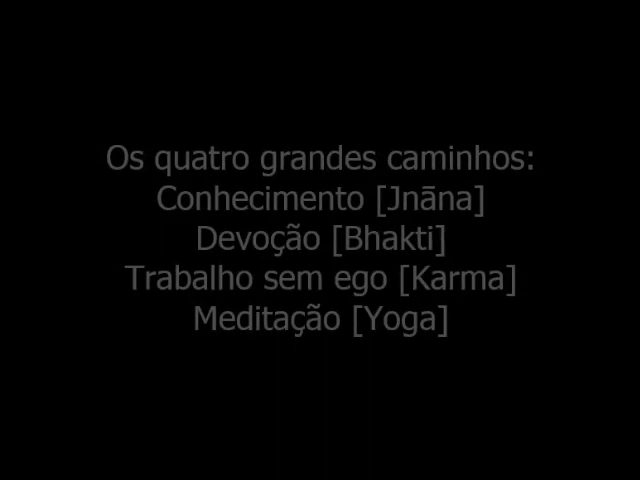 Os quatro grandes caminhos:
Conhecimento [Jnāna]
Devoção [Bhakti]
Trabalho sem ego [Karma]
Meditação [Yoga]